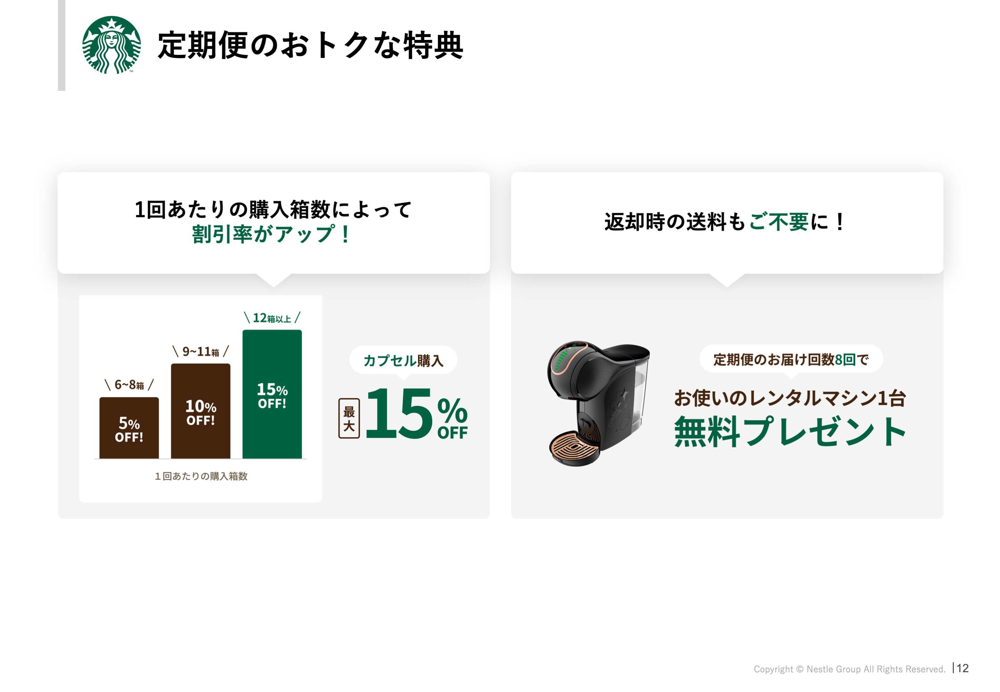 定期便のおトクな特典
1回あたりの購入箱数によって
割引率がアップ！
\ 6~8箱 /
5%
OFF!
\ 9~11箱 /
10%
OFF!
\ 12箱以上 /
15%
OFF!
１回あたりの購入箱数
カプセル購入
最大
15%
OFF
返却時の送料もご不要に！
定期便のお届け回数8回で
お使いのレンタルマシン1台
無料プレゼント
Copyright © Nestle Group All Rights Reserved. |12
TM